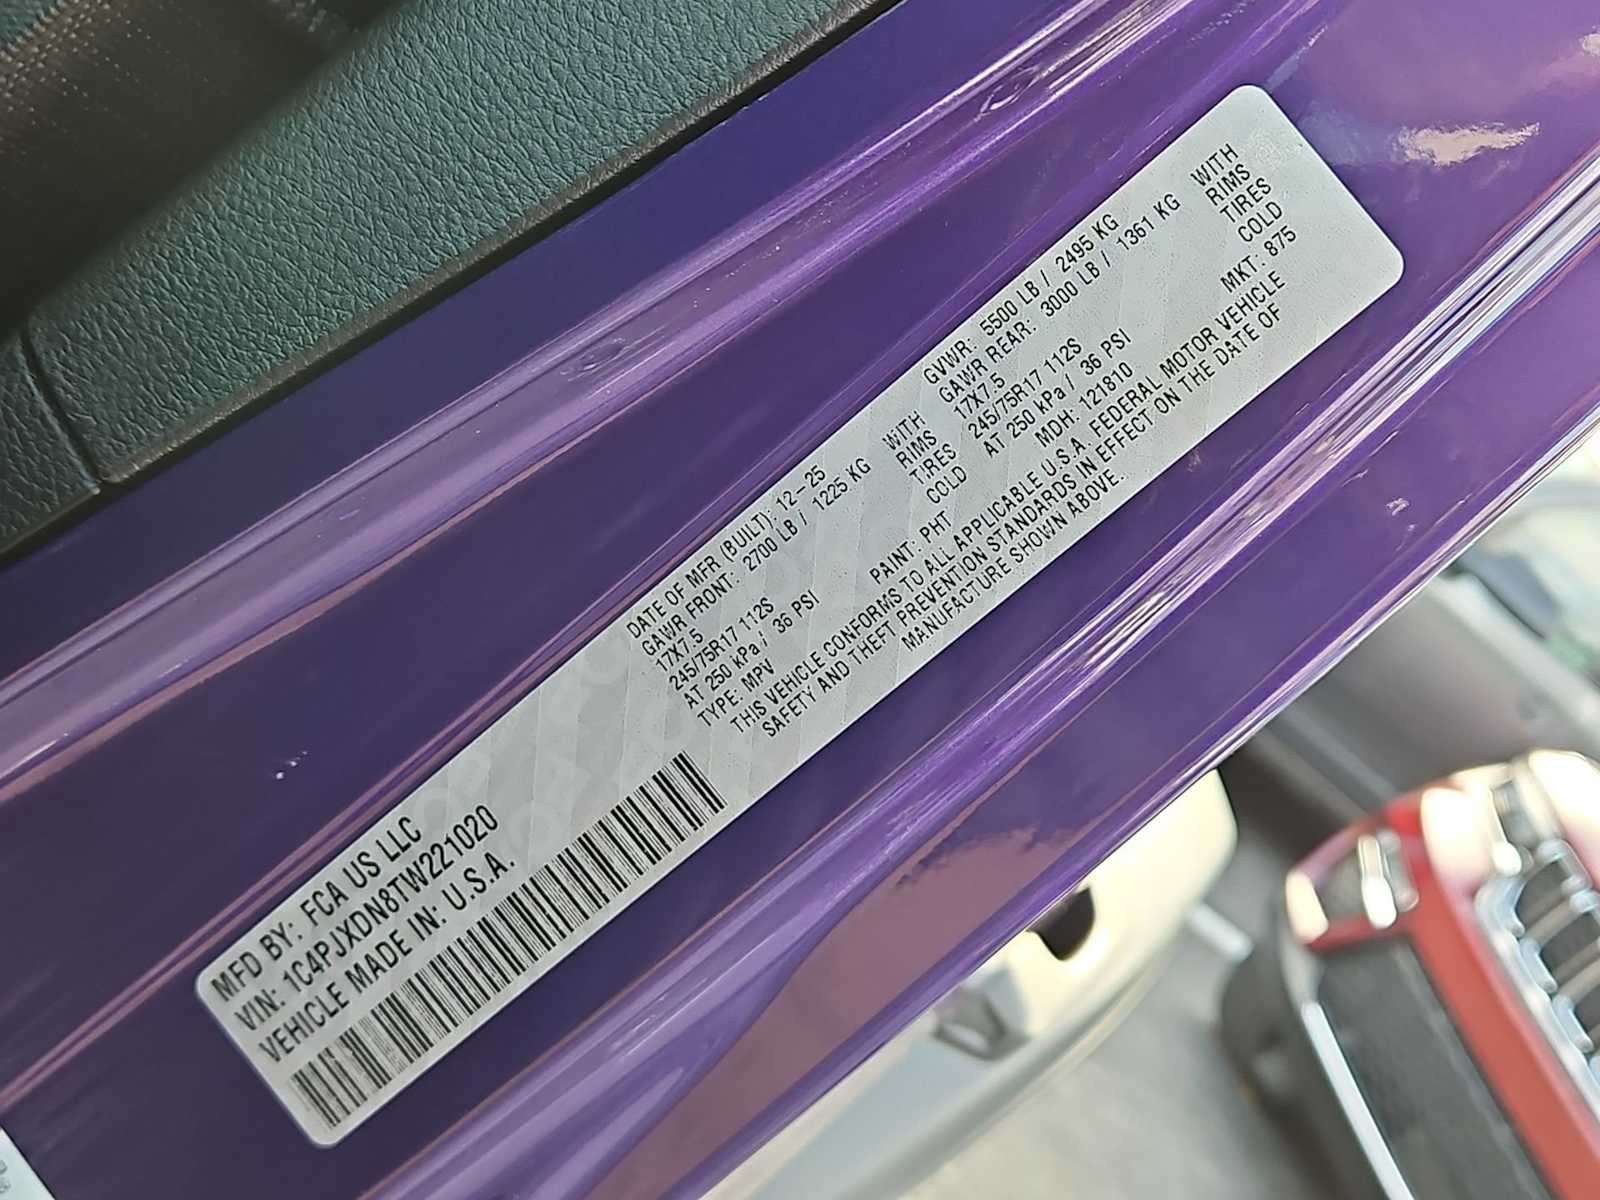 MFD BY: FCA US LLC
VIN: 1C4PJXDN8TW221020
VEHICLE MADE IN: U.S.A.
DATE OF MFR (BUILT): 12-25 GVWR: 5500 LB / 2495 KG
GAWR FRONT: 2700 LB / 1225 KG WITH GAWR REAR: 3000 LB / 1361 KG WITH
17X7.5 RIMS 17X7.5 RIMS
245/75R17 112S TIRES 245/75R17 112S TIRES
AT 250 kPa / 36 PSI COLD AT 250 kPa / 36 PSI COLD
TYPE: MPV PAINT: PHT MDH: 121810 MKT: 875
THIS VEHICLE CONFORMS TO ALL APPLICABLE U.S.A. FEDERAL MOTOR VEHICLE
SAFETY AND THEFT PREVENTION STANDARDS IN EFFECT ON THE DATE OF
MANUFACTURE SHOWN ABOVE.